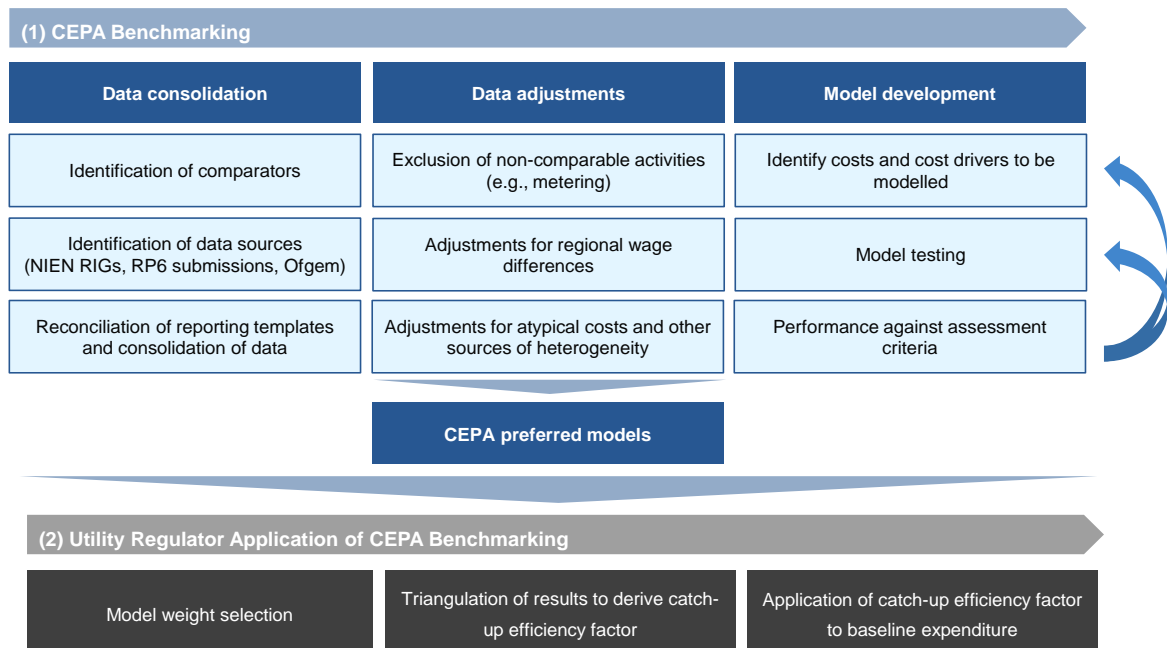 (1) CEPA Benchmarking
Data consolidation
Data adjustments
Model development
Identification of comparators
Exclusion of non-comparable activities
(e.g., metering)
Identify costs and cost drivers to be
modelled
Identification of data sources
(NIEN RIGs, RP6 submissions, Ofgem)
Adjustments for regional wage
differences
Model testing
Reconciliation of reporting templates
and consolidation of data
Adjustments for atypical costs and other
sources of heterogeneity
Performance against assessment
criteria
CEPA preferred models
(2) Utility Regulator Application of CEPA Benchmarking
Model weight selection
Triangulation of results to derive catch-
up efficiency factor
Application of catch-up efficiency factor
to baseline expenditure